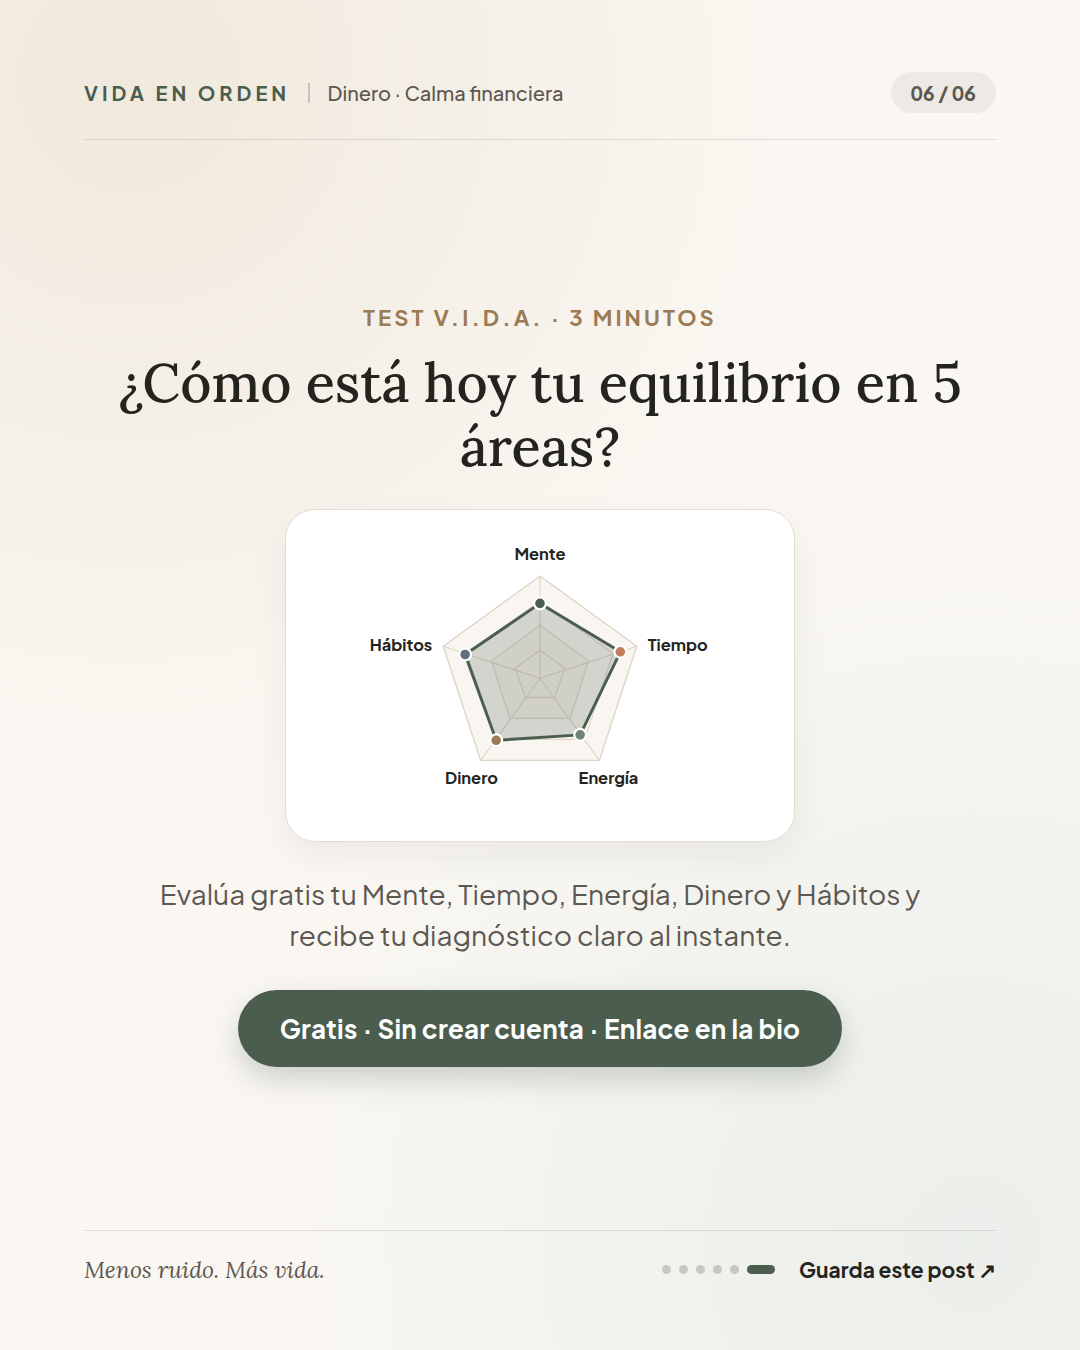 VIDA EN ORDEN | Dinero · Calma financiera
06 / 06
TEST V.I.D.A. · 3 MINUTOS
¿Cómo está hoy tu equilibrio en 5
áreas?
Mente
Hábitos
Tiempo
Dinero
Energía
Evalúa gratis tu Mente, Tiempo, Energía, Dinero y Hábitos y
recibe tu diagnóstico claro al instante.
Gratis · Sin crear cuenta · Enlace en la bio
Menos ruido. Más vida.
Guarda este post ↗